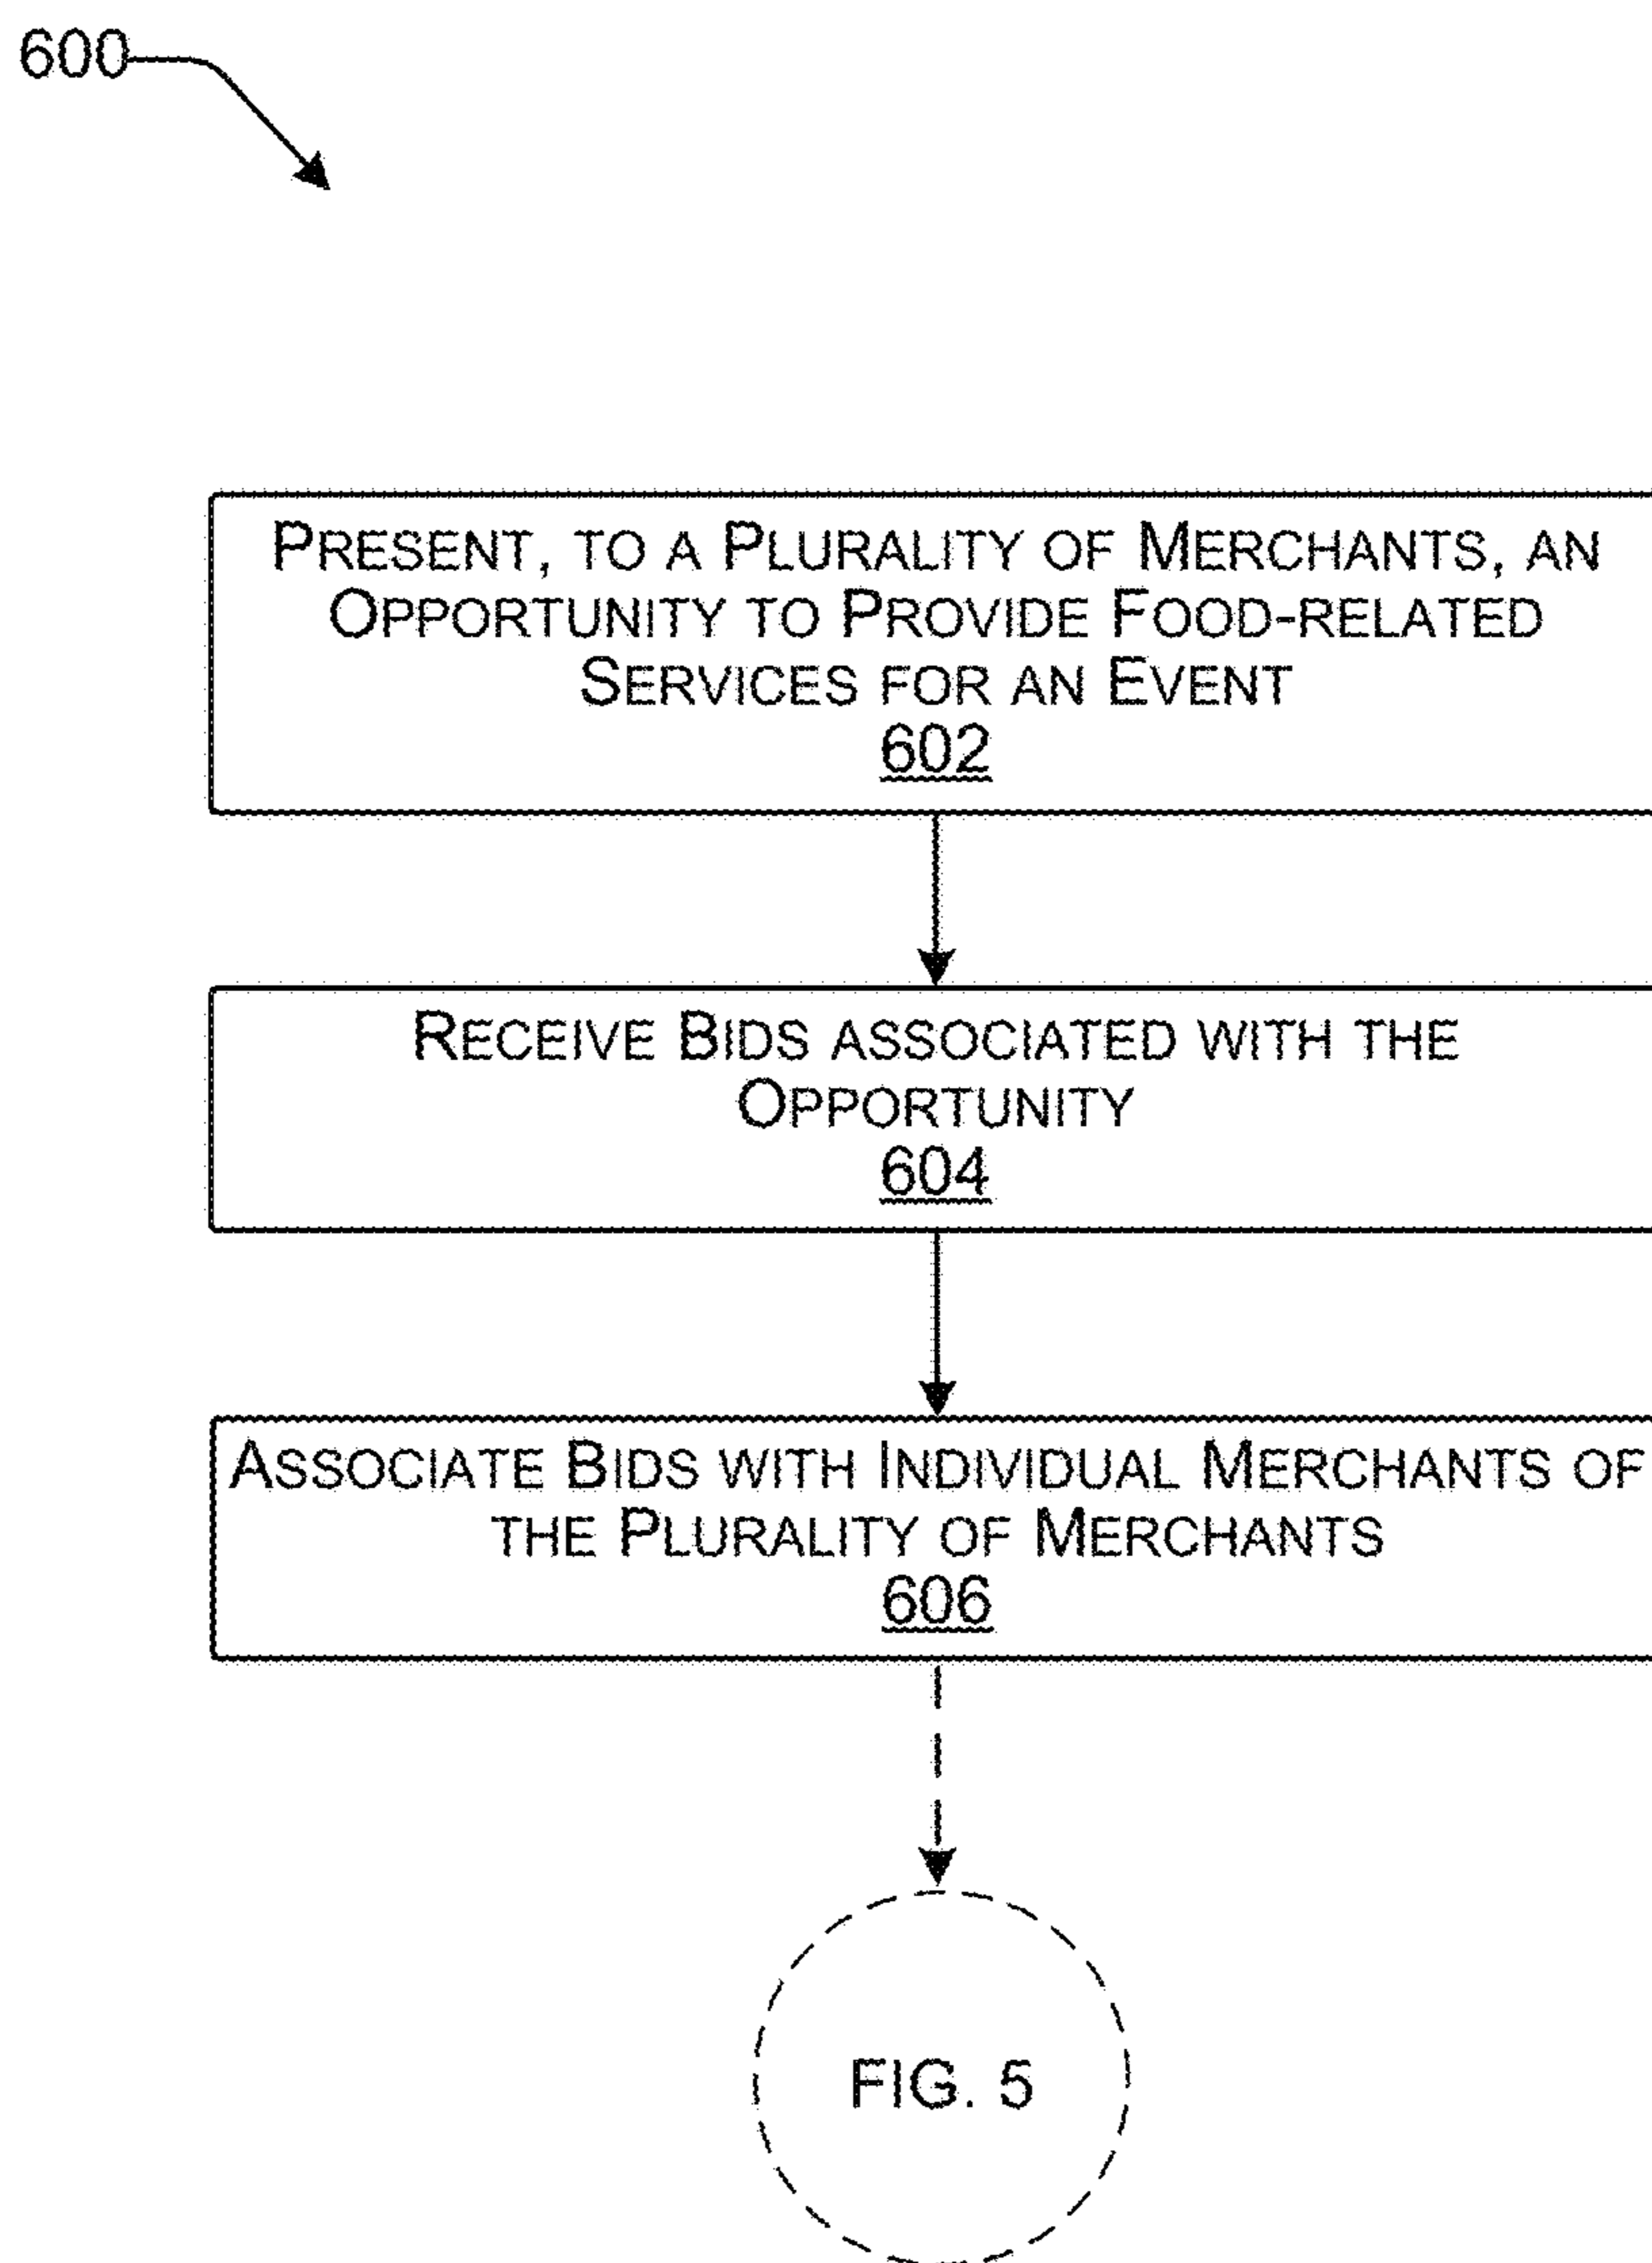 600
PRESENT, TO A PLURALITY OF MERCHANTS, AN
OPPORTUNITY TO PROVIDE FOOD-RELATED
SERVICES FOR AN EVENT
602
RECEIVE BIDS ASSOCIATED WITH THE
OPPORTUNITY
604
ASSOCIATE BIDS WITH INDIVIDUAL MERCHANTS OF
THE PLURALITY OF MERCHANTS
606
FIG. 5